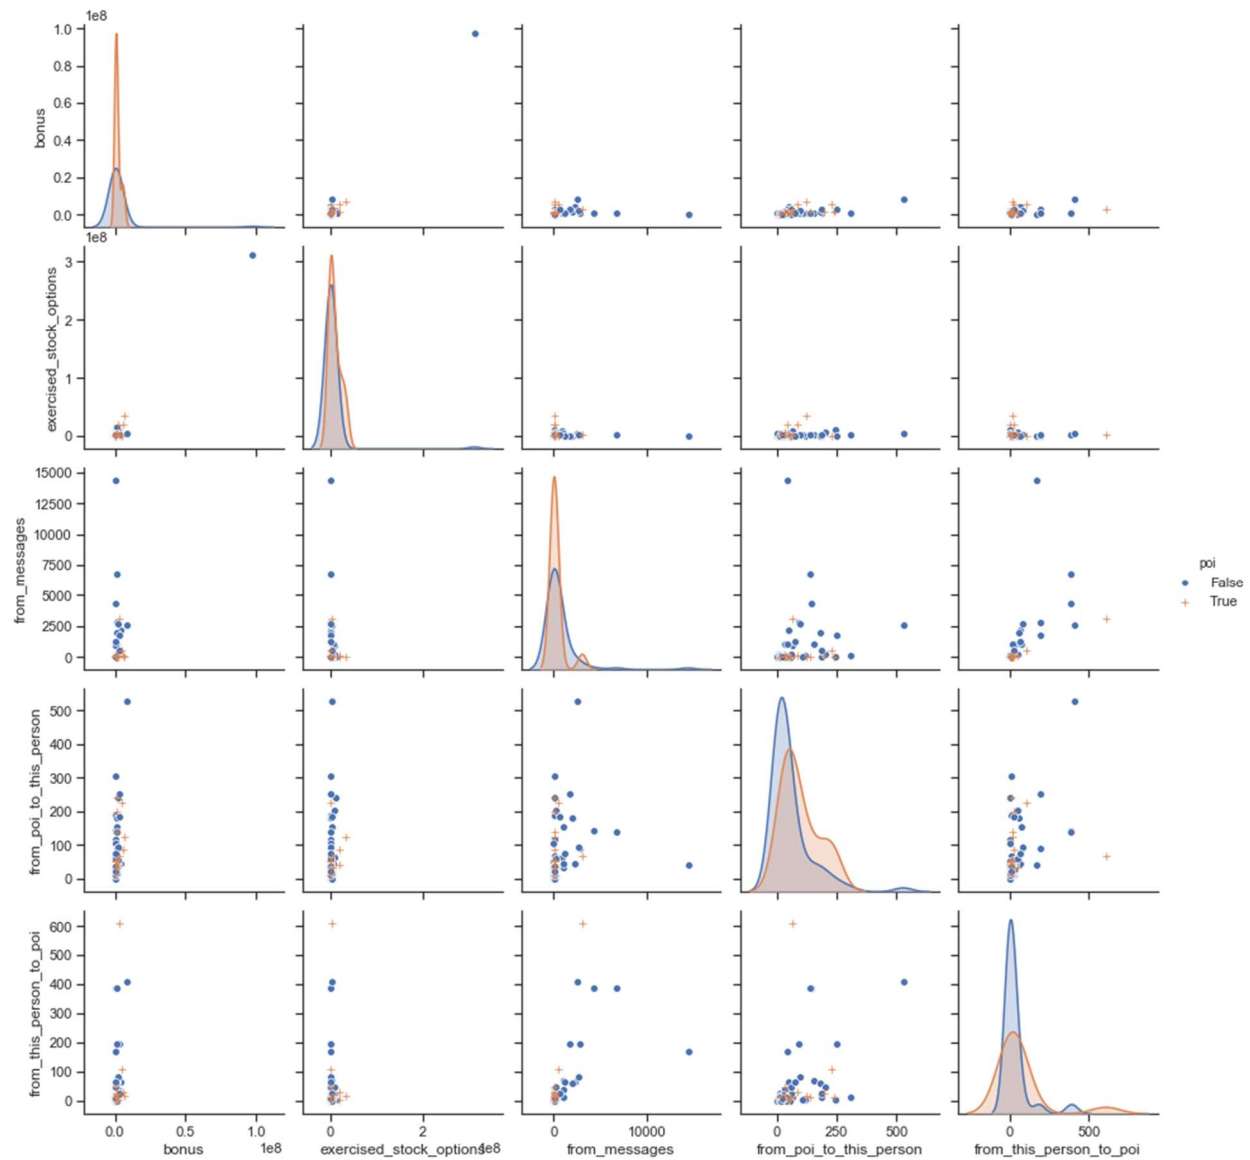 1e8
bonus
1.0
0.8
0.6
0.4
0.2
0.0
1e8
exercised_stock_options
3
2
1
0
from_messages
15000
12500
10000
7500
5000
2500
0
poi
False
True
from_poi_to_this_person
500
400
300
200
100
0
from_this_person_to_poi
600
500
400
300
200
100
0
0.0 0.5 1.0 0 2 0 10000 0 250 500 0 500
bonus 1e8 exercised_stock_options 1e8 from_messages from_poi_to_this_person from_this_person_to_poi